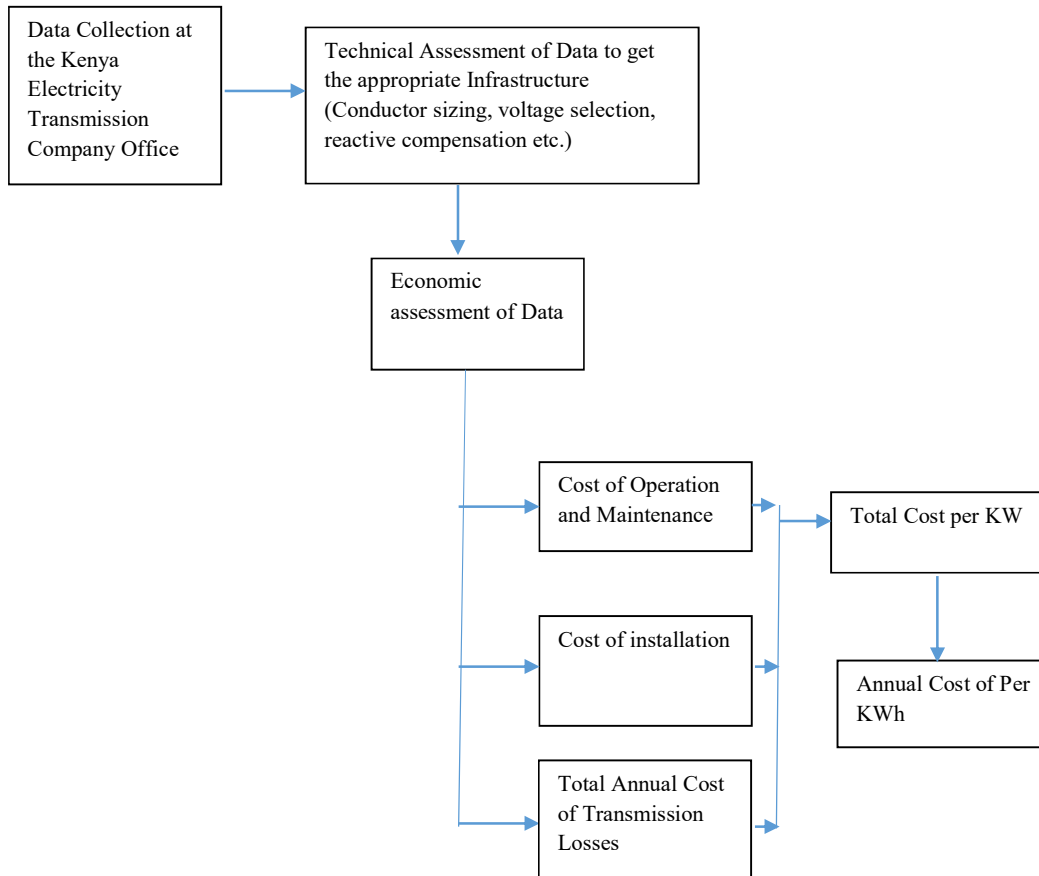 Data Collection at
the Kenya
Electricity
Transmission
Company Office
Technical Assessment of Data to get
the appropriate Infrastructure
(Conductor sizing, voltage selection,
reactive compensation etc.)
Economic
assessment of Data
Cost of Operation
and Maintenance
Total Cost per KW
Cost of installation
Annual Cost of Per
KWh
Total Annual Cost
of Transmission
Losses